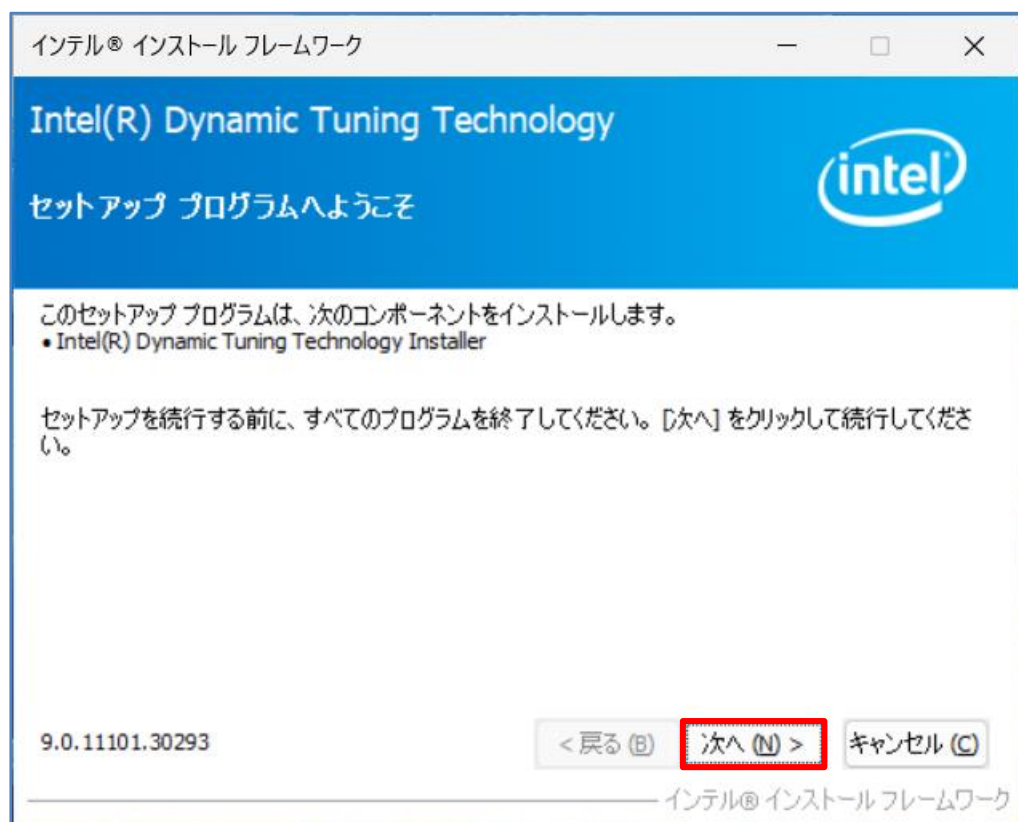 インテル® インストール フレームワーク
Intel(R) Dynamic Tuning Technology
intel
セットアップ プログラムへようこそ
このセットアップ プログラムは、次のコンポーネントをインストールします。
• Intel(R) Dynamic Tuning Technology Installer
セットアップを続行する前に、すべてのプログラムを終了してください。[次へ] をクリックして続行してくださ
い。
9.0.11101.30293
< 戻る (B)
次へ (N) >
キャンセル (C)
インテル® インストール フレームワーク